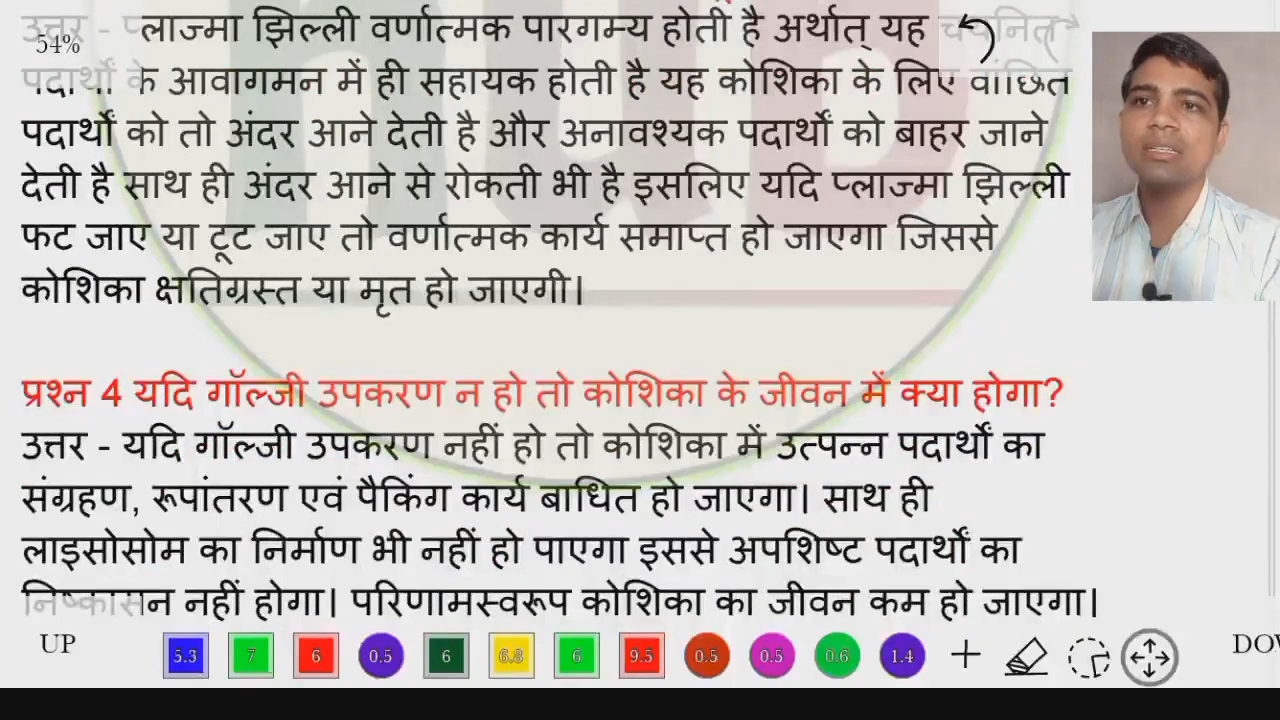 उत्तर - प्लाज्मा झिल्ली वर्णात्मक पारगम्य होती है अर्थात् यह चयनित
54%
पदार्थों के आवागमन में ही सहायक होती है यह कोशिका के लिए वांछित
पदार्थों को तो अंदर आने देती है और अनावश्यक पदार्थों को बाहर जाने
देती है साथ ही अंदर आने से रोकती भी है इसलिए यदि प्लाज्मा झिल्ली
फट जाए या टूट जाए तो वर्णात्मक कार्य समाप्त हो जाएगा जिससे
कोशिका क्षतिग्रस्त या मृत हो जाएगी।
प्रश्न 4 यदि गॉल्जी उपकरण न हो तो कोशिका के जीवन में क्या होगा?
उत्तर - यदि गॉल्जी उपकरण नहीं हो तो कोशिका में उत्पन्न पदार्थों का
संग्रहण, रूपांतरण एवं पैकिंग कार्य बाधित हो जाएगा। साथ ही
लाइसोसोम का निर्माण भी नहीं हो पाएगा इससे अपशिष्ट पदार्थों का
निष्कासन नहीं होगा। परिणामस्वरूप कोशिका का जीवन कम हो जाएगा।
UP 5.3 7 6 0.5 6 6.8 6 9.5 0.5 0.5 0.6 1.4